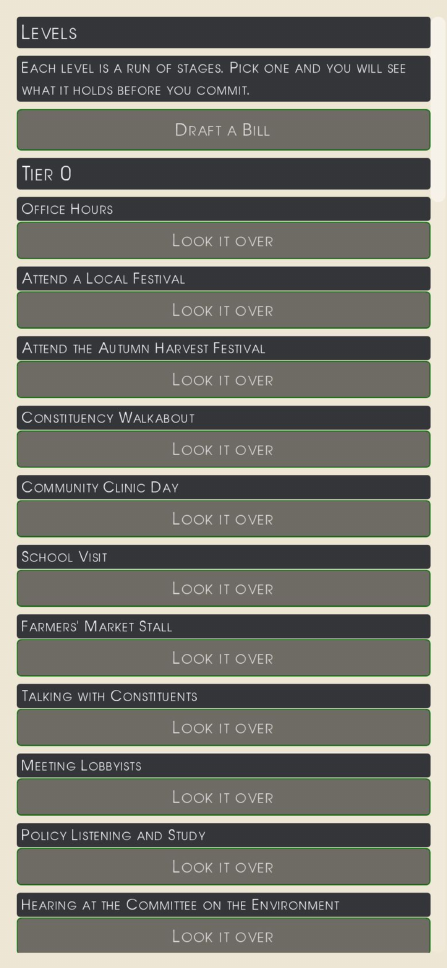 Levels
Each level is a run of stages. Pick one and you will see
what it holds before you commit.
Draft a Bill
Tier 0
Office Hours
Look it over
Attend a Local Festival
Look it over
Attend the Autumn Harvest Festival
Look it over
Constituency Walkabout
Look it over
Community Clinic Day
Look it over
School Visit
Look it over
Farmers' Market Stall
Look it over
Talking with Constituents
Look it over
Meeting Lobbyists
Look it over
Policy Listening and Study
Look it over
Hearing at the Committee on the Environment
Look it over